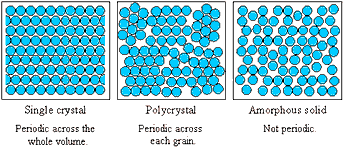 Single crystal
Periodic across the
whole volume.
Polycrystal
Periodic across
each grain.
Amorphous solid
Not periodic.